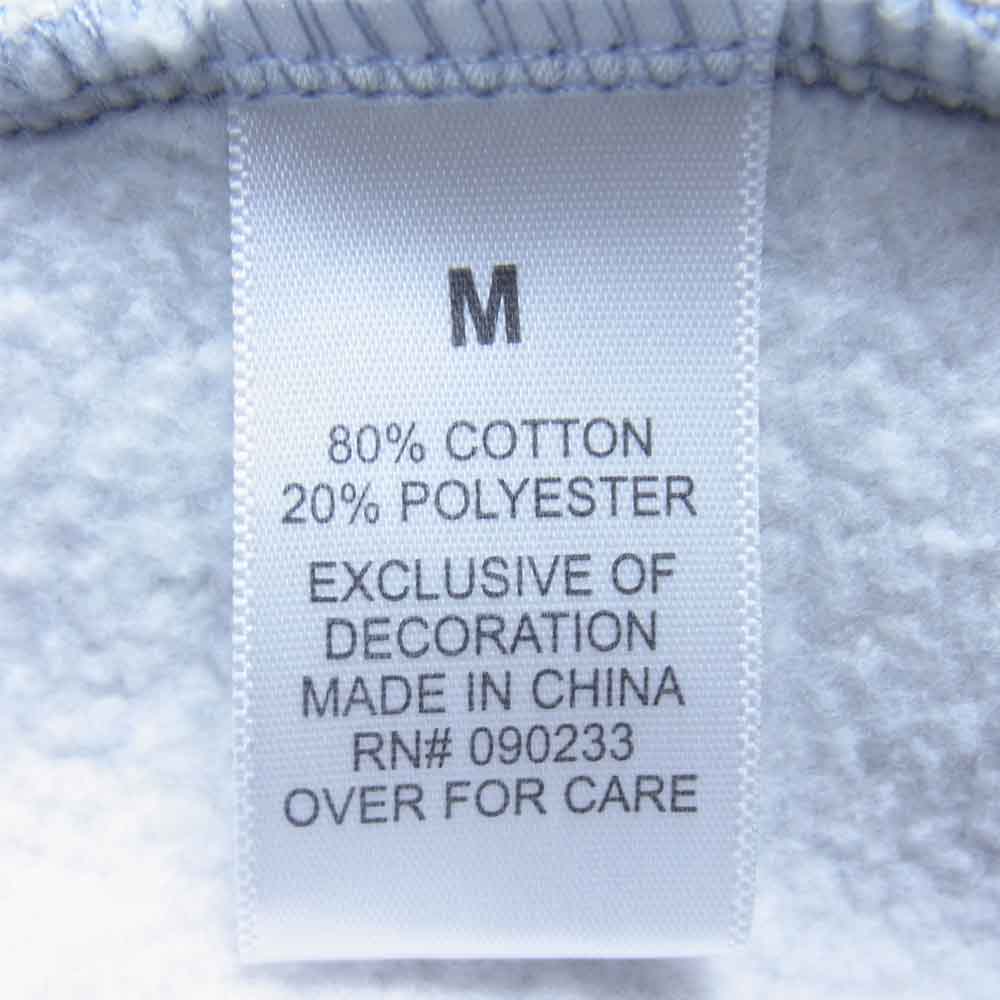 M
80% COTTON
20% POLYESTER
EXCLUSIVE OF
DECORATION
MADE IN CHINA
RN# 090233
OVER FOR CARE